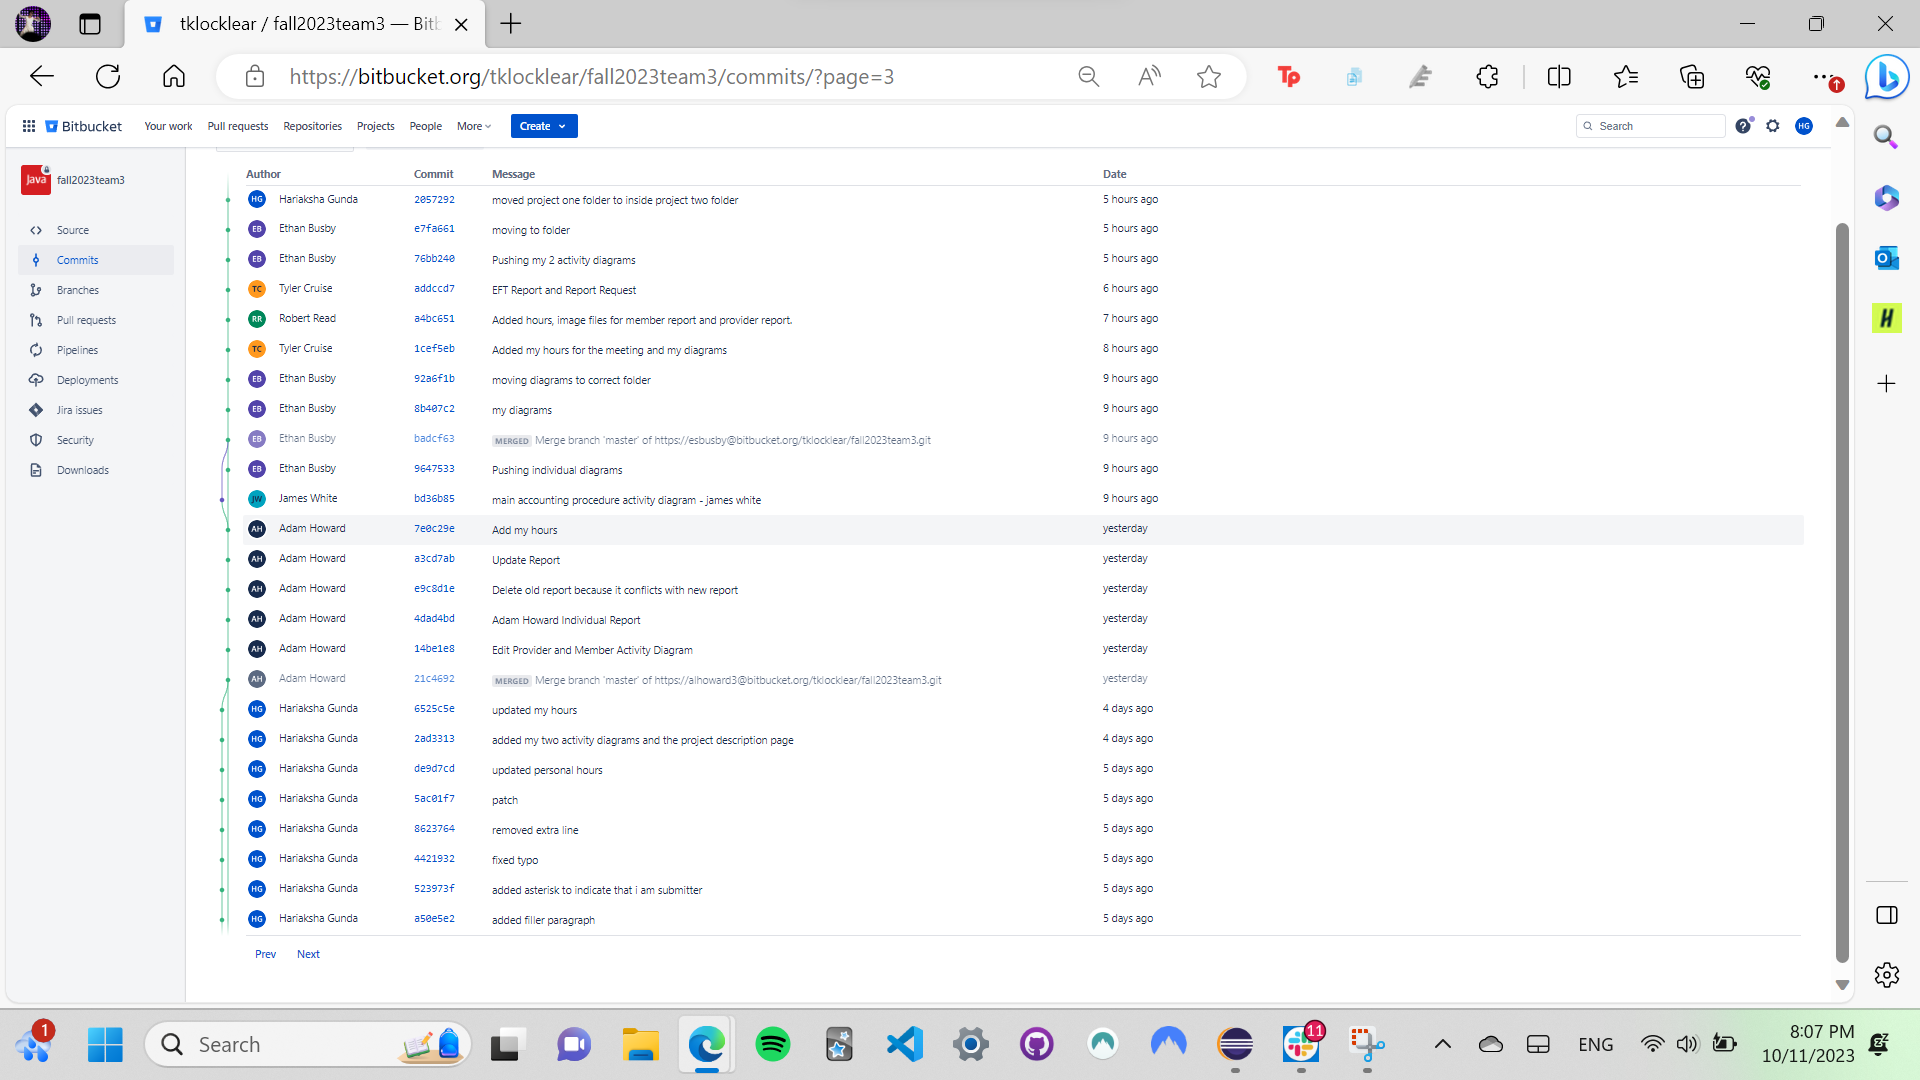 tklocklear / fall2023team3 — Bitb
https://bitbucket.org/tklocklear/fall2023team3/commits/?page=3
Bitbucket Your work Pull requests Repositories Projects People More Create Search HG
Java fall2023team3
Source
Commits
Branches
Pull requests
Pipelines
Deployments
Jira issues
Security
Downloads
Author Commit Message Date
HG Hariaksha Gunda 2057292 moved project one folder to inside project two folder 5 hours ago
EB Ethan Busby e7fa661 moving to folder 5 hours ago
EB Ethan Busby 76bb240 Pushing my 2 activity diagrams 5 hours ago
TC Tyler Cruise addccd7 EFT Report and Report Request 6 hours ago
RR Robert Read a4bc651 Added hours, image files for member report and provider report. 7 hours ago
TC Tyler Cruise 1cef5eb Added my hours for the meeting and my diagrams 8 hours ago
EB Ethan Busby 92a6f1b moving diagrams to correct folder 9 hours ago
EB Ethan Busby 8b407c2 my diagrams 9 hours ago
EB Ethan Busby badcf63 MERGED Merge branch 'master' of https://esbusby@bitbucket.org/tklocklear/fall2023team3.git 9 hours ago
EB Ethan Busby 9647533 Pushing individual diagrams 9 hours ago
JW James White bd36b85 main accounting procedure activity diagram - james white 9 hours ago
AH Adam Howard 7e0c29e Add my hours yesterday
AH Adam Howard a3cd7ab Update Report yesterday
AH Adam Howard e9c8d1e Delete old report because it conflicts with new report yesterday
AH Adam Howard 4dad4bd Adam Howard Individual Report yesterday
AH Adam Howard 14be1e8 Edit Provider and Member Activity Diagram yesterday
AH Adam Howard 21c4692 MERGED Merge branch 'master' of https://alhoward3@bitbucket.org/tklocklear/fall2023team3.git yesterday
HG Hariaksha Gunda 6525c5e updated my hours 4 days ago
HG Hariaksha Gunda 2ad3313 added my two activity diagrams and the project description page 4 days ago
HG Hariaksha Gunda de9d7cd updated personal hours 5 days ago
HG Hariaksha Gunda 5ac01f7 patch 5 days ago
HG Hariaksha Gunda 8623764 removed extra line 5 days ago
HG Hariaksha Gunda 4421932 fixed typo 5 days ago
HG Hariaksha Gunda 523973f added asterisk to indicate that i am submitter 5 days ago
HG Hariaksha Gunda a50e5e2 added filler paragraph 5 days ago
Prev Next
1 Search 11 ENG 8:07 PM
10/11/2023